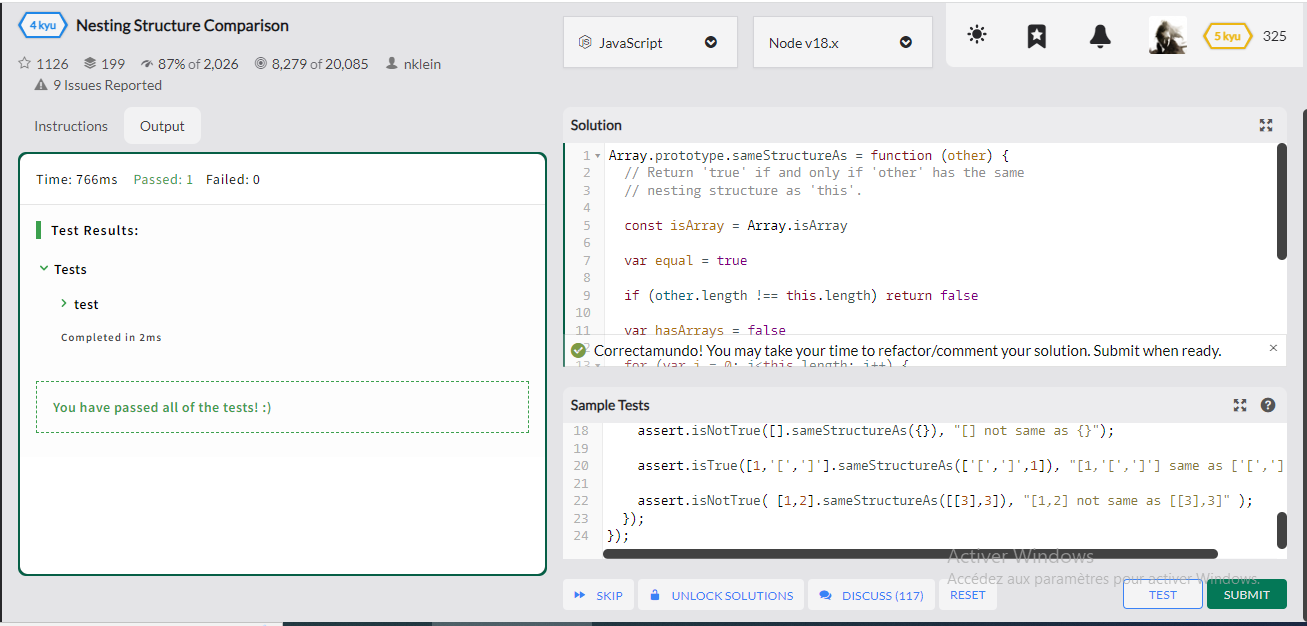 4 kyu Nesting Structure Comparison
1126 199 87% of 2,026 8,279 of 20,085 nklein
9 Issues Reported
JavaScript
Node v18.x
5 kyu 325
Instructions Output
Time: 766ms Passed: 1 Failed: 0
Test Results:
Tests
test
Completed in 2ms
You have passed all of the tests! :)
Solution
1 Array.prototype.sameStructureAs = function (other) {
2 // Return 'true' if and only if 'other' has the same
3 // nesting structure as 'this'.
4
5 const isArray = Array.isArray
6
7 var equal = true
8
9 if (other.length !== this.length) return false
10
11 var hasArrays = false
Correctamundo! You may take your time to refactor/comment your solution. Submit when ready. ×
13 for (var i = 0; i<this.length; i++) {
Sample Tests
18 assert.isNotTrue([].sameStructureAs({}), "[] not same as {}");
19
20 assert.isTrue([1,'[',']'].sameStructureAs(['[',']',1]), "[1,'[',']'] same as ['[',']
21
22 assert.isNotTrue( [1,2].sameStructureAs([[3],3]), "[1,2] not same as [[3],3]" );
23 });
24 });
Activer Windows
Accédez aux paramètres pour activer Windows.
SKIP UNLOCK SOLUTIONS DISCUSS (117) RESET TEST SUBMIT